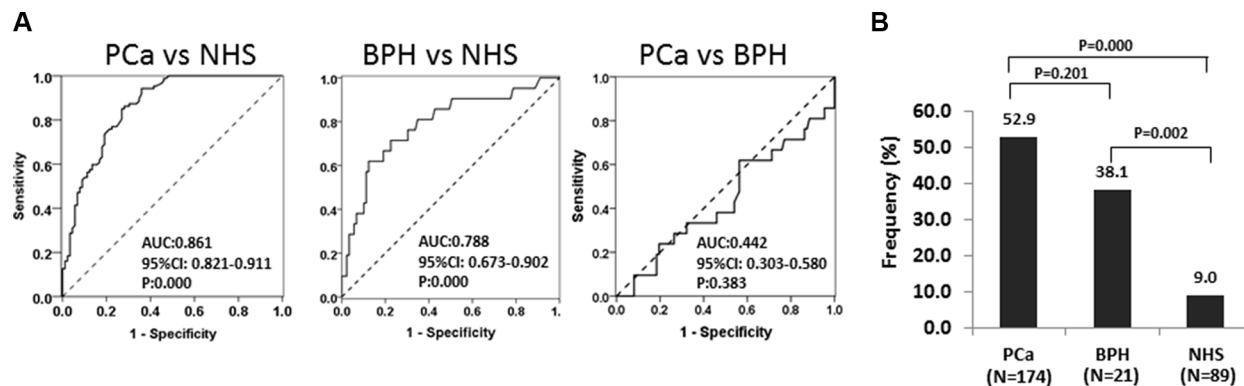 A
PCa vs NHS
1.0
0.8
0.6
0.4
0.2
0.0
Sensitivity
AUC:0.861
95%CI: 0.821-0.911
P:0.000
0.0 0.2 0.4 0.6 0.8 1.0
1 - Specificity
BPH vs NHS
1.0
0.8
0.6
0.4
0.2
0.0
Sensitivity
AUC:0.788
95%CI: 0.673-0.902
P:0.000
0.0 0.2 0.4 0.6 0.8 1.0
1 - Specificity
PCa vs BPH
1.0
0.8
0.6
0.4
0.2
0.0
Sensitivity
AUC:0.442
95%CI: 0.303-0.580
P:0.383
0.0 0.2 0.4 0.6 0.8 1.0
1 - Specificity
B
P=0.000
P=0.201
P=0.002
Frequency (%)
60.0
50.0
40.0
30.0
20.0
10.0
0.0
52.9
38.1
9.0
PCa BPH NHS
(N=174) (N=21) (N=89)